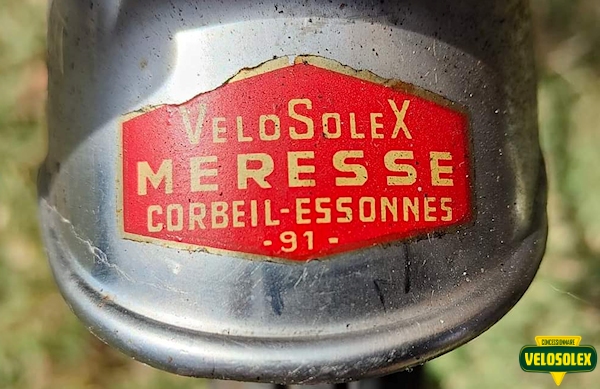 VELOSOLEX
MERESSE
CORBEIL-ESSONNES
- 91 -
CONCESSIONNAIRE
VELOSOLEX